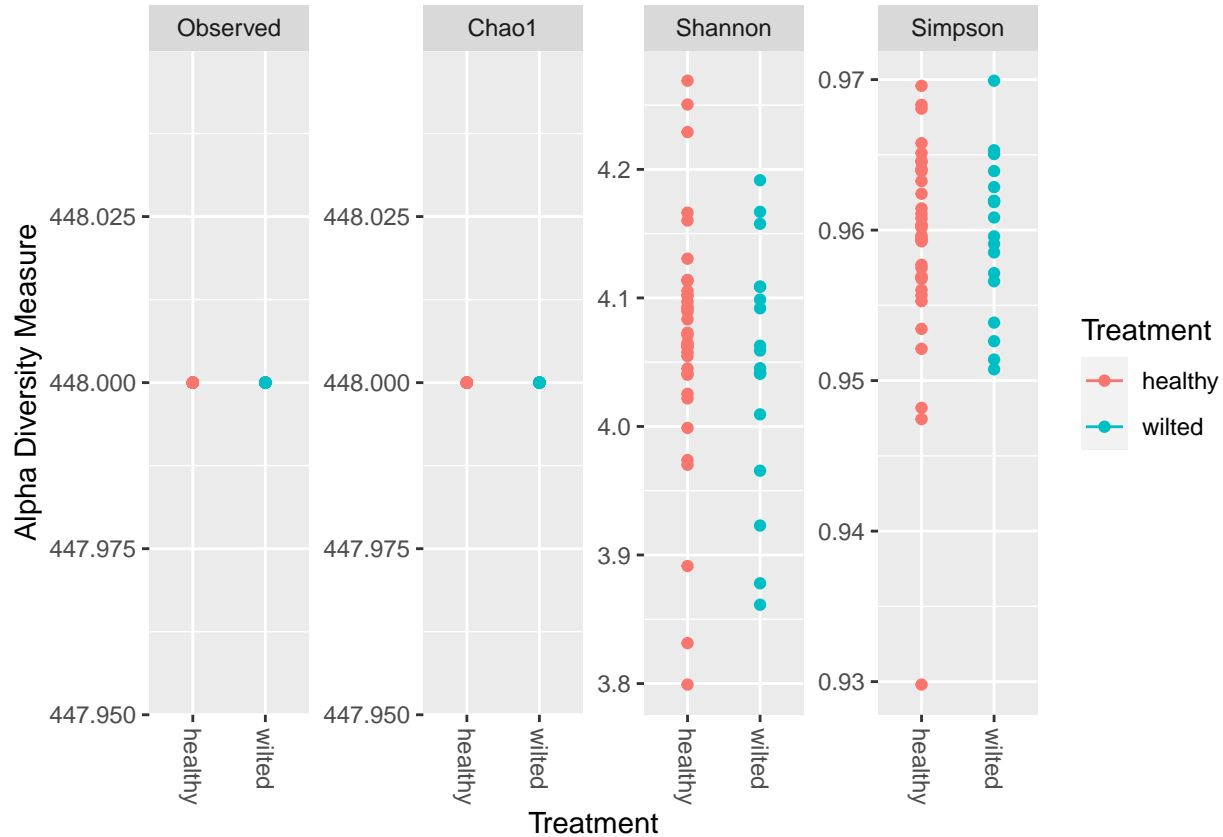 Observed
Chao1
Shannon
Simpson
Alpha Diversity Measure
448.025
448.000
447.975
447.950
448.025
448.000
447.975
447.950
4.2
4.1
4.0
3.9
3.8
0.97
0.96
0.95
0.94
0.93
healthy
wilted
healthy
wilted
healthy
wilted
healthy
wilted
Treatment
Treatment
healthy
wilted